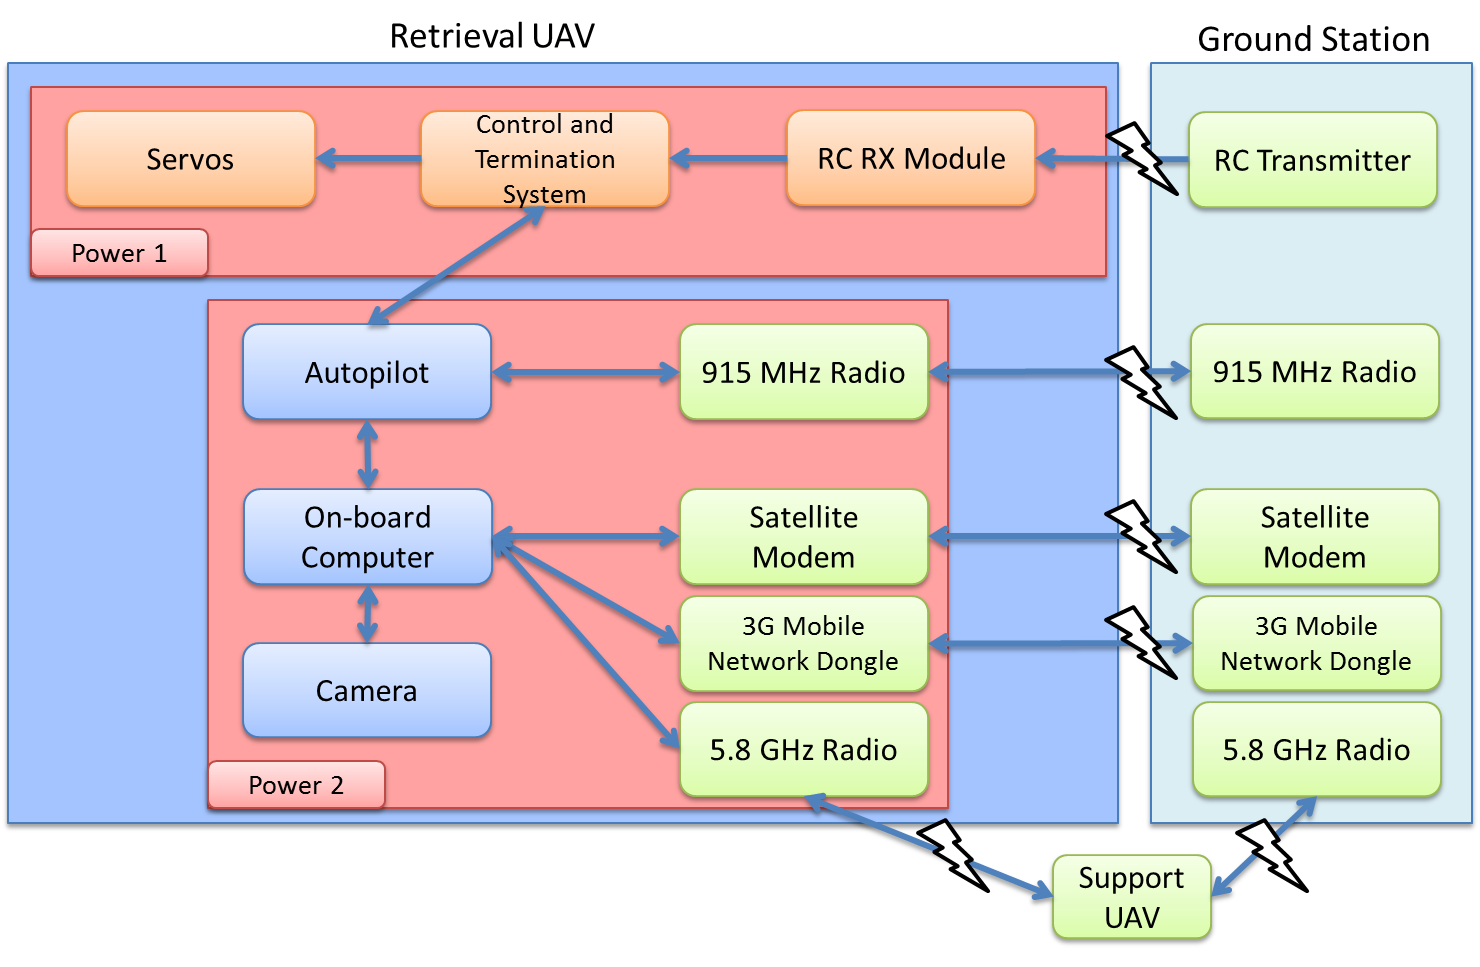 Retrieval UAV
Ground Station
Servos
Control and
Termination
System
RC RX Module
RC Transmitter
Power 1
Autopilot
915 MHz Radio
915 MHz Radio
On-board
Computer
Satellite
Modem
Satellite
Modem
3G Mobile
Network Dongle
3G Mobile
Network Dongle
Camera
5.8 GHz Radio
5.8 GHz Radio
Power 2
Support
UAV